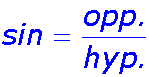 sin = opp. / hyp.